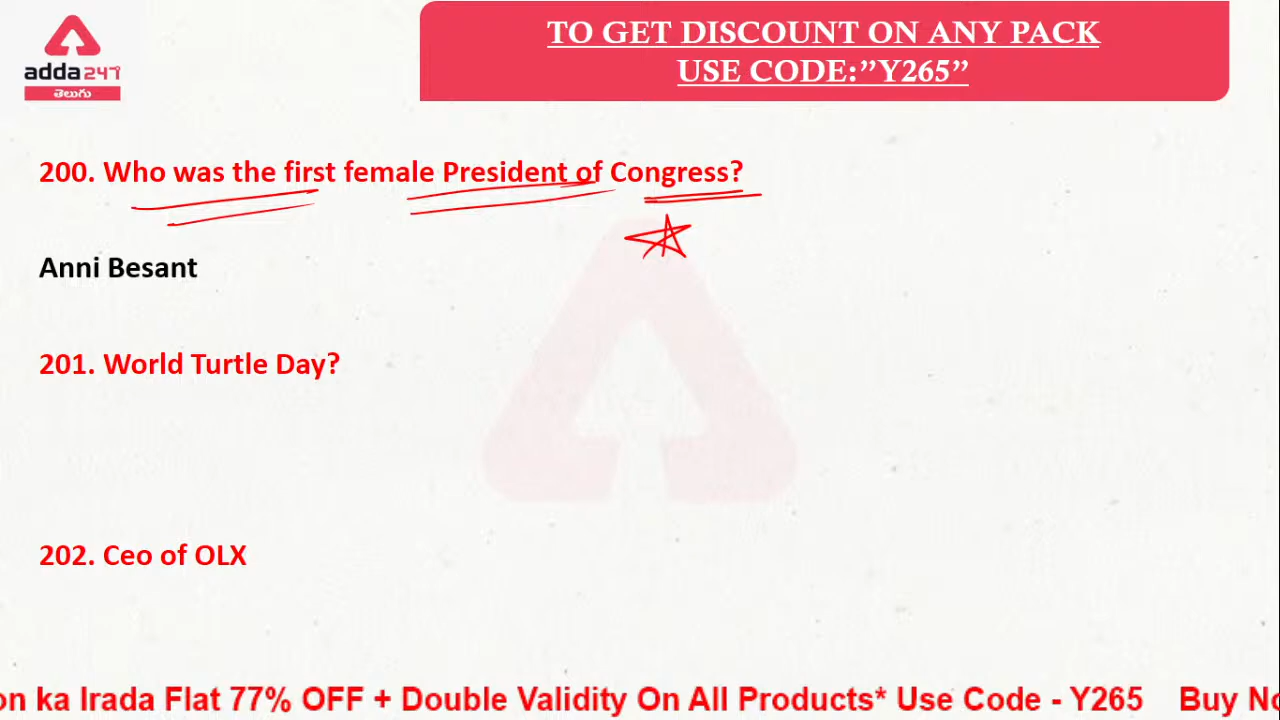 TO GET DISCOUNT ON ANY PACK
USE CODE:”Y265”
adda247
తెలుగు
200. Who was the first female President of Congress?
Anni Besant
201. World Turtle Day?
202. Ceo of OLX
on ka Irada Flat 77% OFF + Double Validity On All Products* Use Code - Y265 Buy